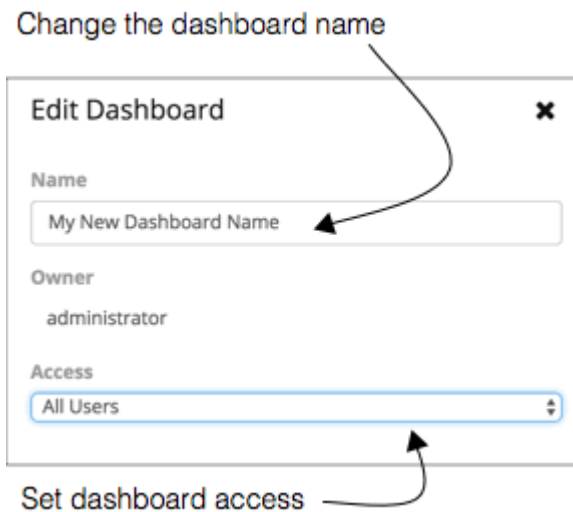 Change the dashboard name
Edit Dashboard
Name
My New Dashboard Name
Owner
administrator
Access
All Users
Set dashboard access